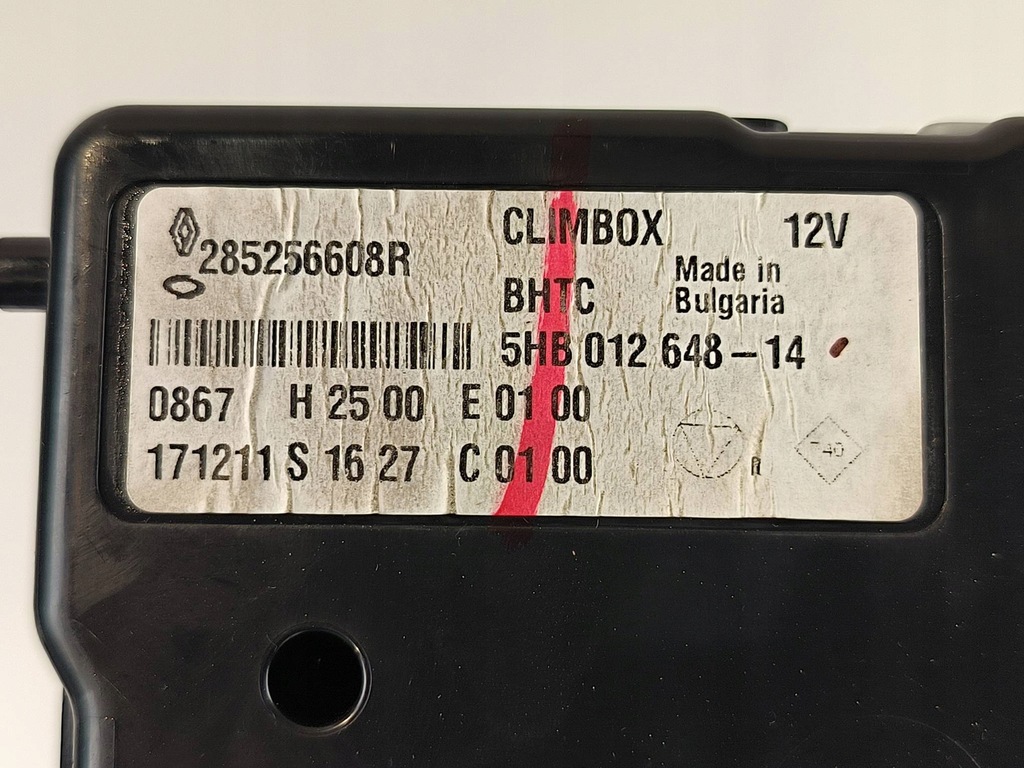 285256608R
CLIMBOX 12V
BHTC Made in Bulgaria
5HB 012 648-14
0867 H 25 00 E 01 00
171211 S 16 27 C 01 00
R
40